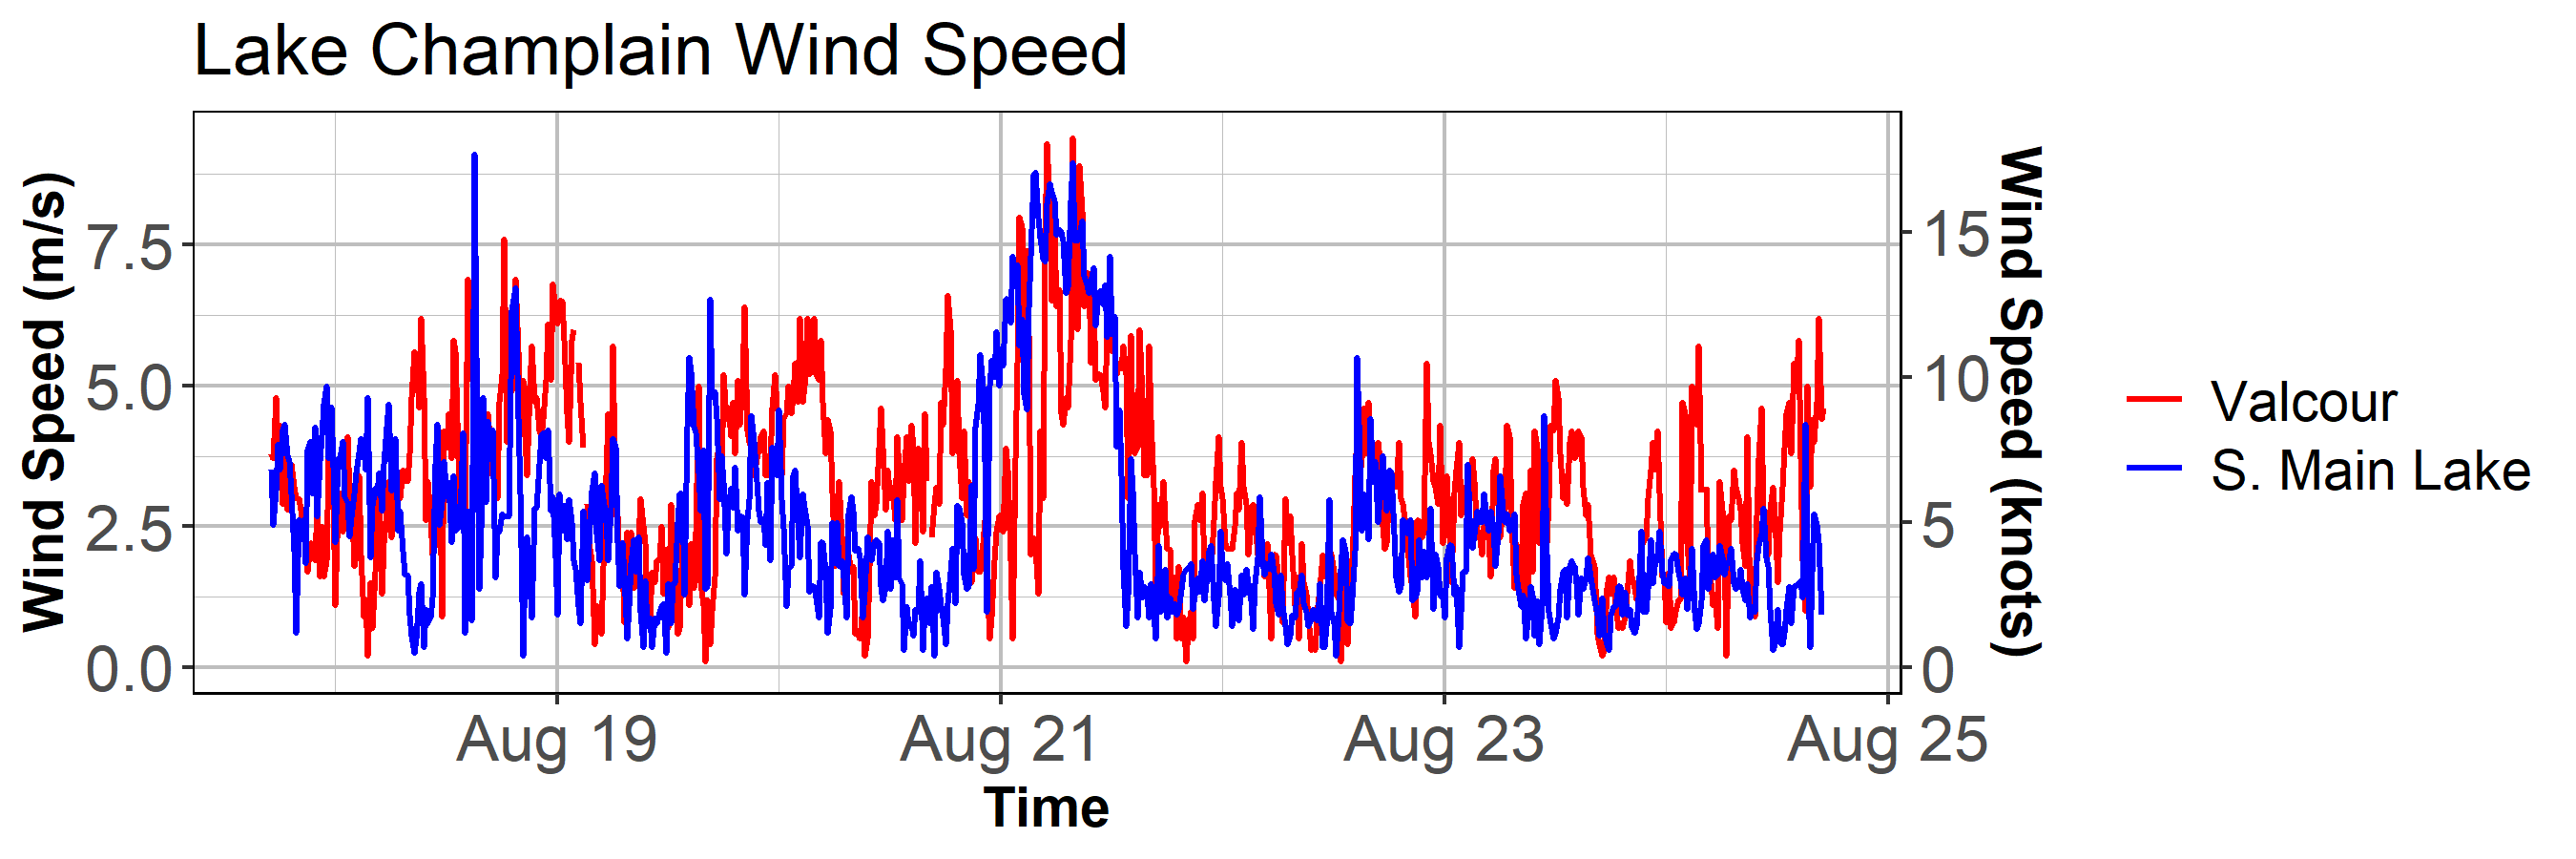 Lake Champlain Wind Speed
Wind Speed (m/s)
7.5
5.0
2.5
0.0
15
10
5
0
Wind Speed (knots)
Aug 19
Aug 21
Aug 23
Aug 25
Time
Valcour
S. Main Lake